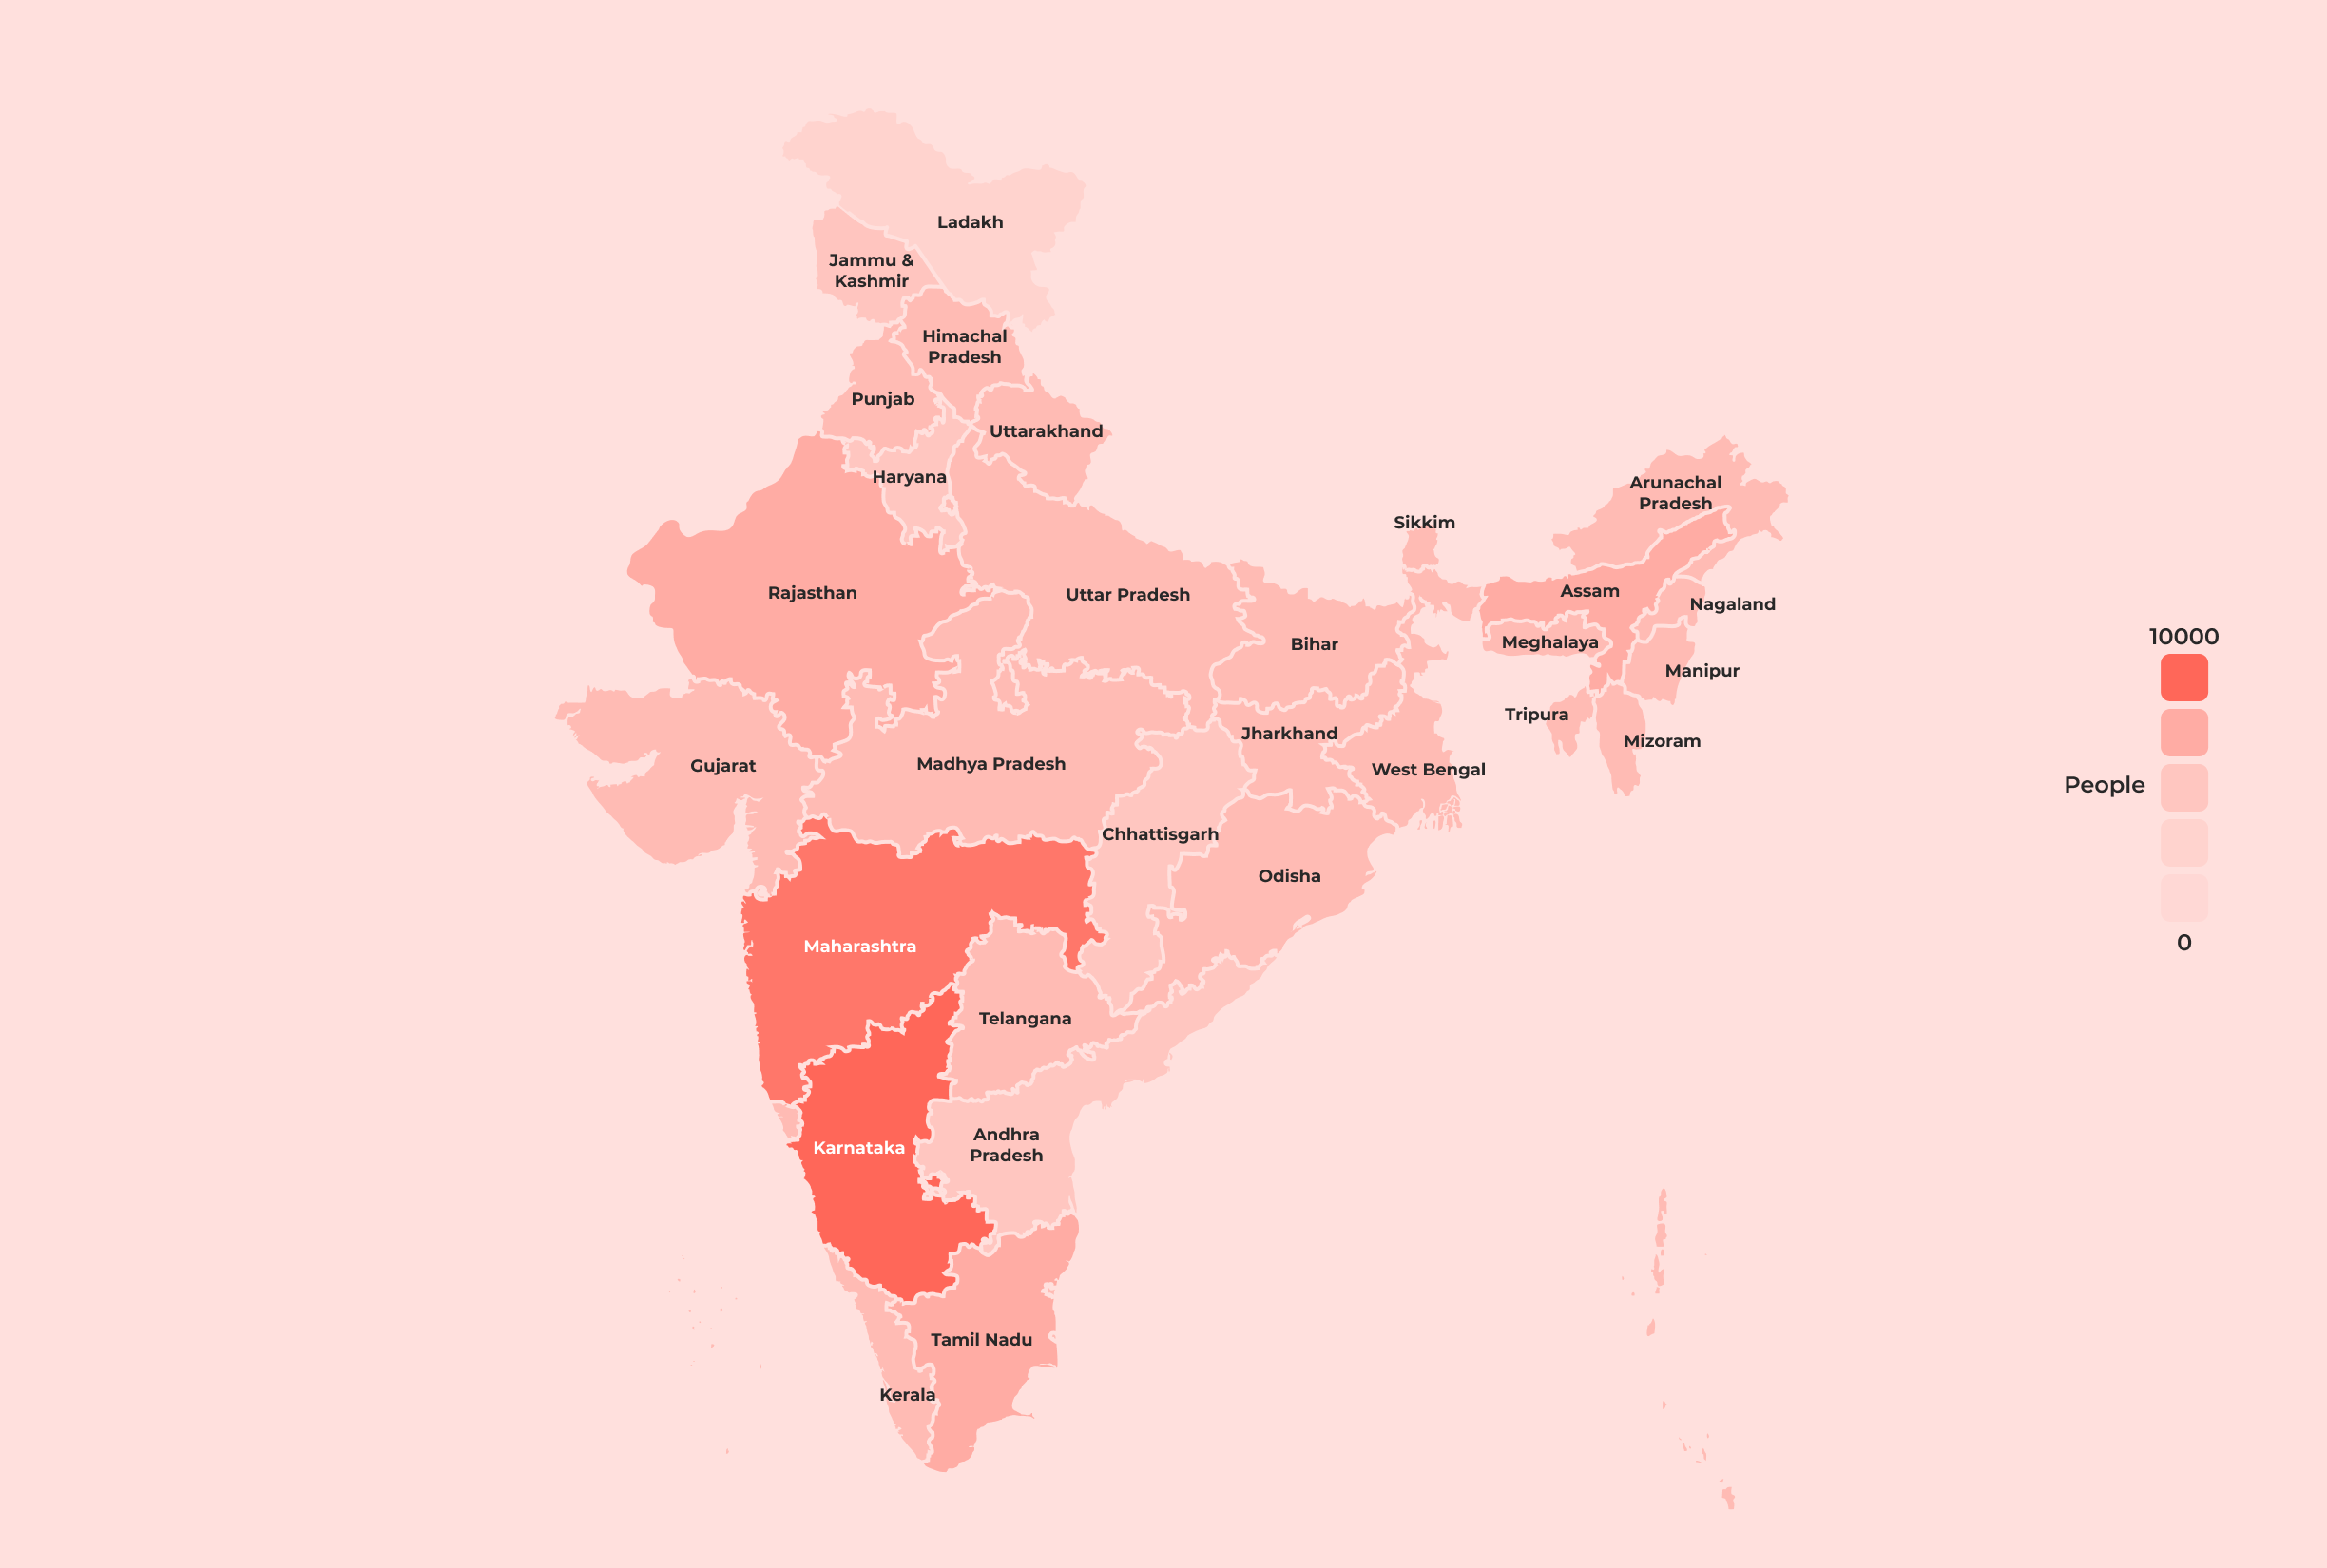 Ladakh
Jammu &
Kashmir
Himachal
Pradesh
Punjab
Uttarakhand
Haryana
Arunachal
Pradesh
Sikkim
Rajasthan
Uttar Pradesh
Assam
Nagaland
Bihar
Meghalaya
Manipur
Tripura
Jharkhand
Mizoram
Gujarat
Madhya Pradesh
West Bengal
Chhattisgarh
Odisha
Maharashtra
Telangana
Andhra
Pradesh
Karnataka
Tamil Nadu
Kerala
10000
People
0